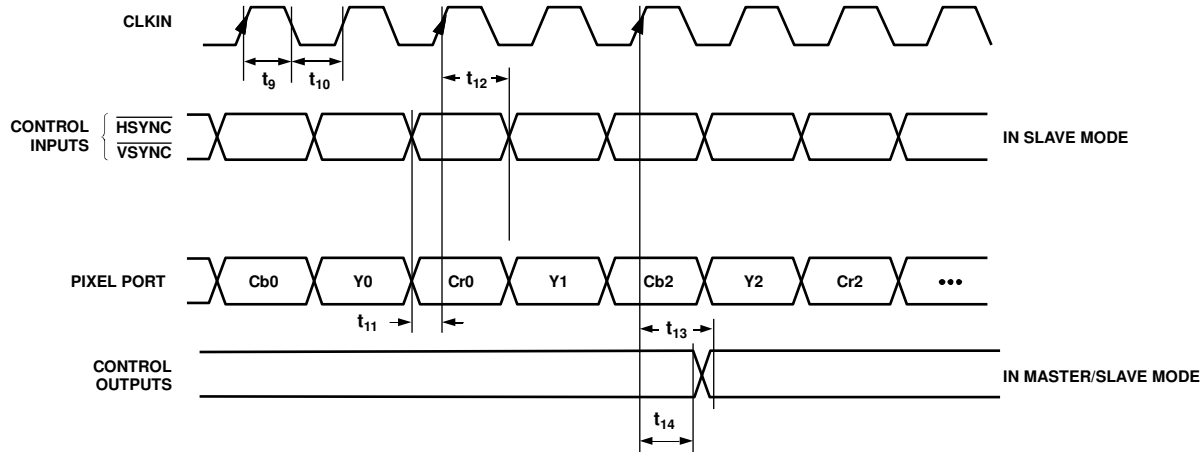 CLKIN
t9 t10 t12
CONTROL INPUTS { HSYNC VSYNC
IN SLAVE MODE
PIXEL PORT Cb0 Y0 Cr0 Y1 Cb2 Y2 Cr2 •••
t11 t13
CONTROL OUTPUTS
IN MASTER/SLAVE MODE
t14